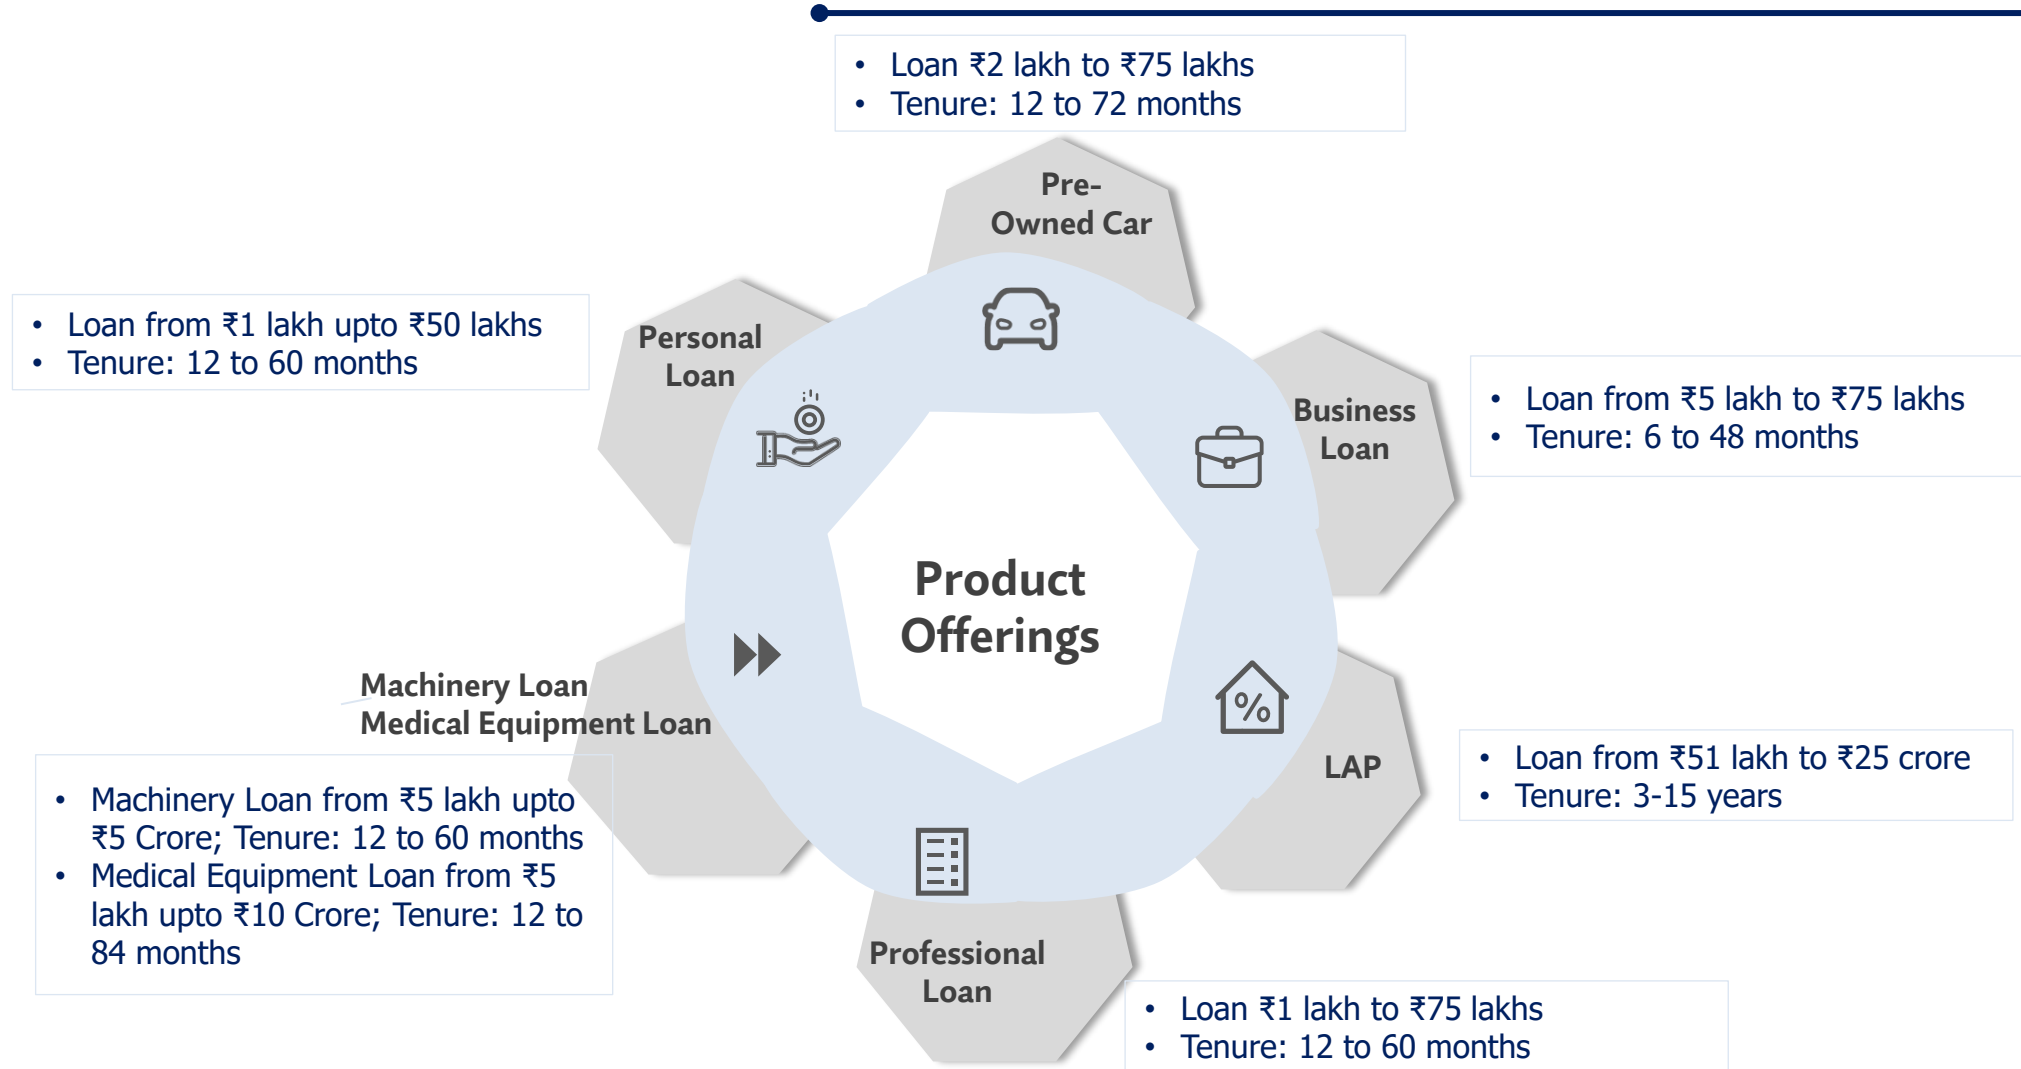 • Loan ₹2 lakh to ₹75 lakhs
• Tenure: 12 to 72 months
Pre-
Owned Car
• Loan from ₹1 lakh upto ₹50 lakhs
• Tenure: 12 to 60 months
Personal
Loan
Business
Loan
• Loan from ₹5 lakh to ₹75 lakhs
• Tenure: 6 to 48 months
Product
Offerings
Machinery Loan
Medical Equipment Loan
• Machinery Loan from ₹5 lakh upto
₹5 Crore; Tenure: 12 to 60 months
• Medical Equipment Loan from ₹5
lakh upto ₹10 Crore; Tenure: 12 to
84 months
%
LAP
• Loan from ₹51 lakh to ₹25 crore
• Tenure: 3-15 years
Professional
Loan
• Loan ₹1 lakh to ₹75 lakhs
• Tenure: 12 to 60 months